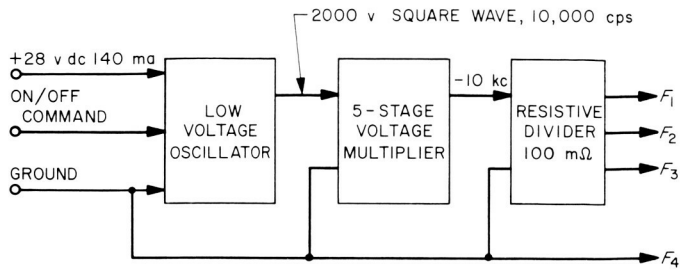 2000 v SQUARE WAVE, 10,000 cps
+28 v dc 140 ma
ON/OFF
COMMAND
GROUND
LOW
VOLTAGE
OSCILLATOR
5-STAGE
VOLTAGE
MULTIPLIER
-10 kc
RESISTIVE
DIVIDER
100 mΩ
F1
F2
F3
F4